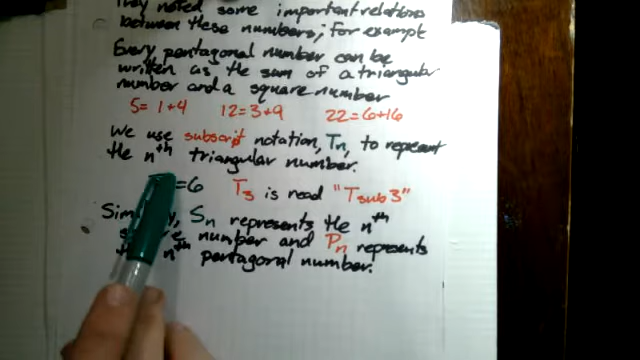 They noted some important relations
between these numbers; for exampt
Every pentagonal number can be
written as the sum of a triangular
number and a square number
5=1+4 12=3+9 22=6+16
We use subscript notation, Tn, to represent
the nth triangular number.
=6 T3 is read "T sub 3"
Sn represents the nth
number and Pn represents
nth pentagonal number.